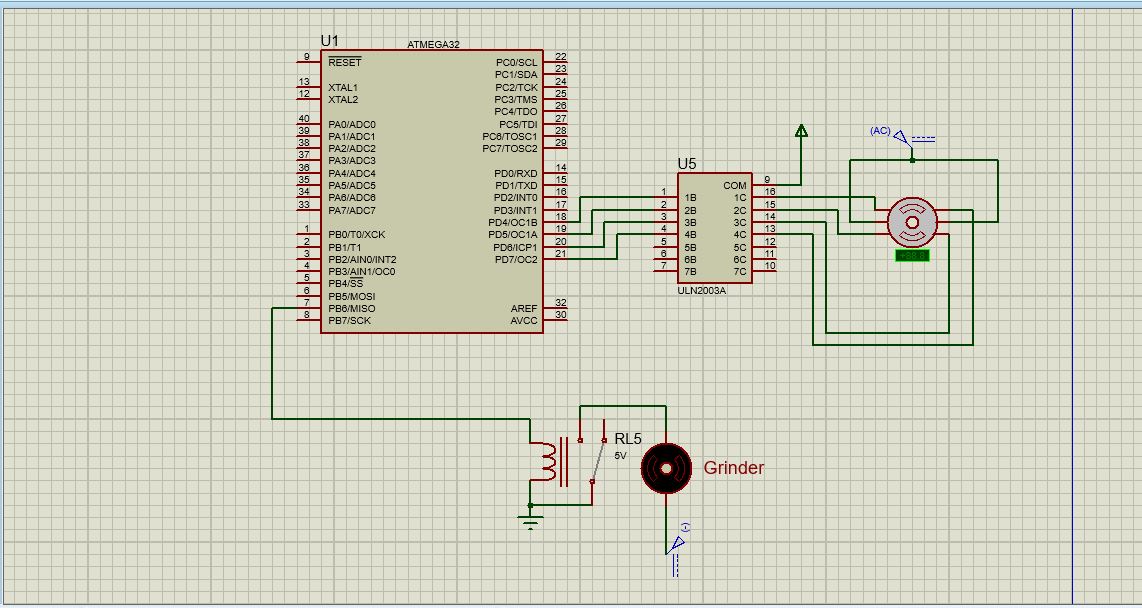 U1
ATMEGA32
9 RESET
13 XTAL1
12 XTAL2
40 PA0/ADC0
39 PA1/ADC1
38 PA2/ADC2
37 PA3/ADC3
36 PA4/ADC4
35 PA5/ADC5
34 PA6/ADC6
33 PA7/ADC7
1 PB0/T0/XCK
2 PB1/T1
3 PB2/AIN0/INT2
4 PB3/AIN1/OC0
5 PB4/SS
6 PB5/MOSI
7 PB6/MISO
8 PB7/SCK
PC0/SCL 22
PC1/SDA 23
PC2/TCK 24
PC3/TMS 25
PC4/TDO 26
PC5/TDI 27
PC6/TOSC1 28
PC7/TOSC2 29
PD0/RXD 14
PD1/TXD 15
PD2/INT0 16
PD3/INT1 17
PD4/OC1B 18
PD5/OC1A 19
PD6/ICP1 20
PD7/OC2 21
AREF 32
AVCC 30
U5
COM 9
1 1B 1C 16
2 2B 2C 15
3 3B 3C 14
4 4B 4C 13
5 5B 5C 12
6 6B 6C 11
7 7B 7C 10
ULN2003A
(AC)
RL5
5V
Grinder
(-)